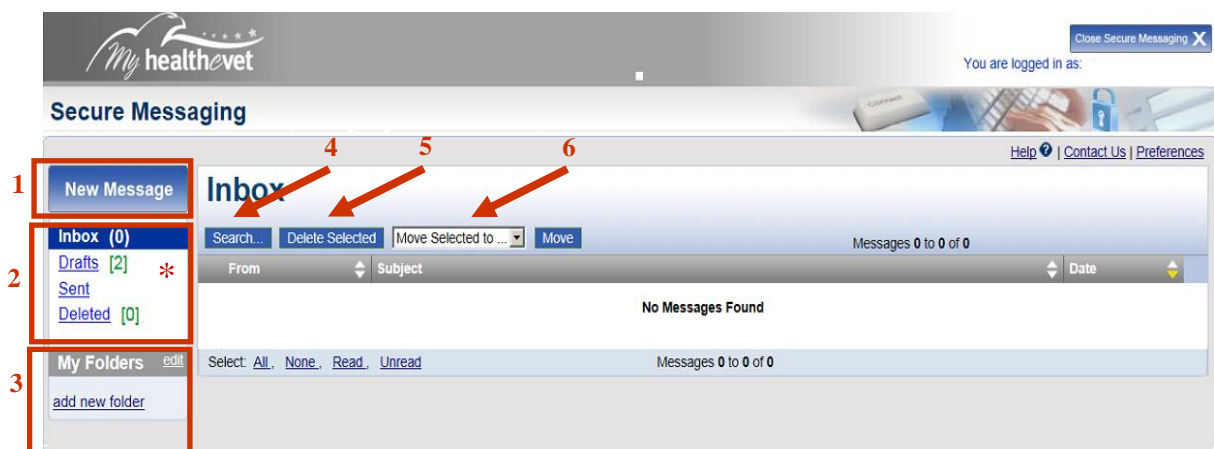 My healthevet
Close Secure Messaging X
You are logged in as:
Secure Messaging
Connect
4 5 6
Help ? | Contact Us | Preferences
1
New Message
Inbox
2
Inbox (0)
Drafts [2] *
Sent
Deleted [0]
Search... Delete Selected Move Selected to ... Move
Messages 0 to 0 of 0
From Subject Date
No Messages Found
Select: All, None, Read, Unread
Messages 0 to 0 of 0
3
My Folders edit
add new folder